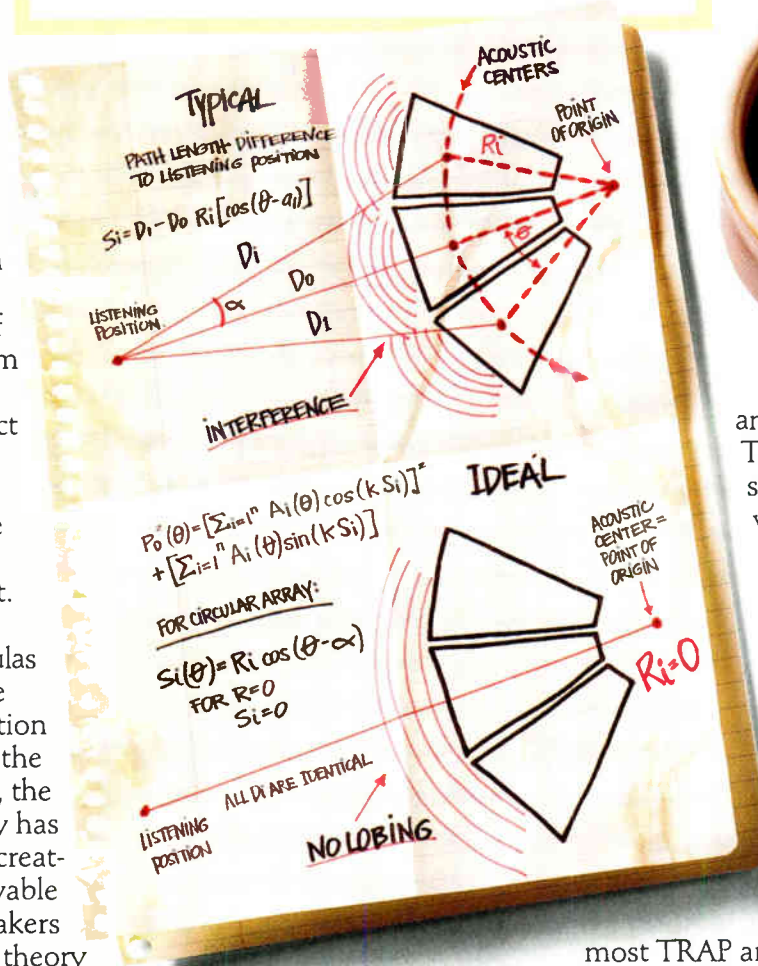 TYPICAL
PATH LENGTH DIFFERENCE
TO LISTENING POSITION
Si=D1-Do Ri[cos(θ-a1)]
ACOUSTIC
CENTERS
POINT
OF ORIGIN
Ri
θ
Di
Do
D1
α
LISTENING
POSITION
INTERFERENCE
IDEAL
Po²(θ)=[Σi=1ⁿ Ai(θ)cos(kSi)]²
+[Σi=1ⁿ Ai(θ)sin(kSi)]
FOR CIRCULAR ARRAY:
Si(θ)=Ri cos(θ-α)
FOR R=0
Si=0
ACOUSTIC
CENTER=
POINT OF
ORIGIN
Ri=0
ALL Di ARE IDENTICAL
LISTENING
POSITION
NO LOBING
m
ct
t.
ulas
e
tion
the
, the
y has
creat-
vable
akers
theory
ar
T
s
most TRAP ar